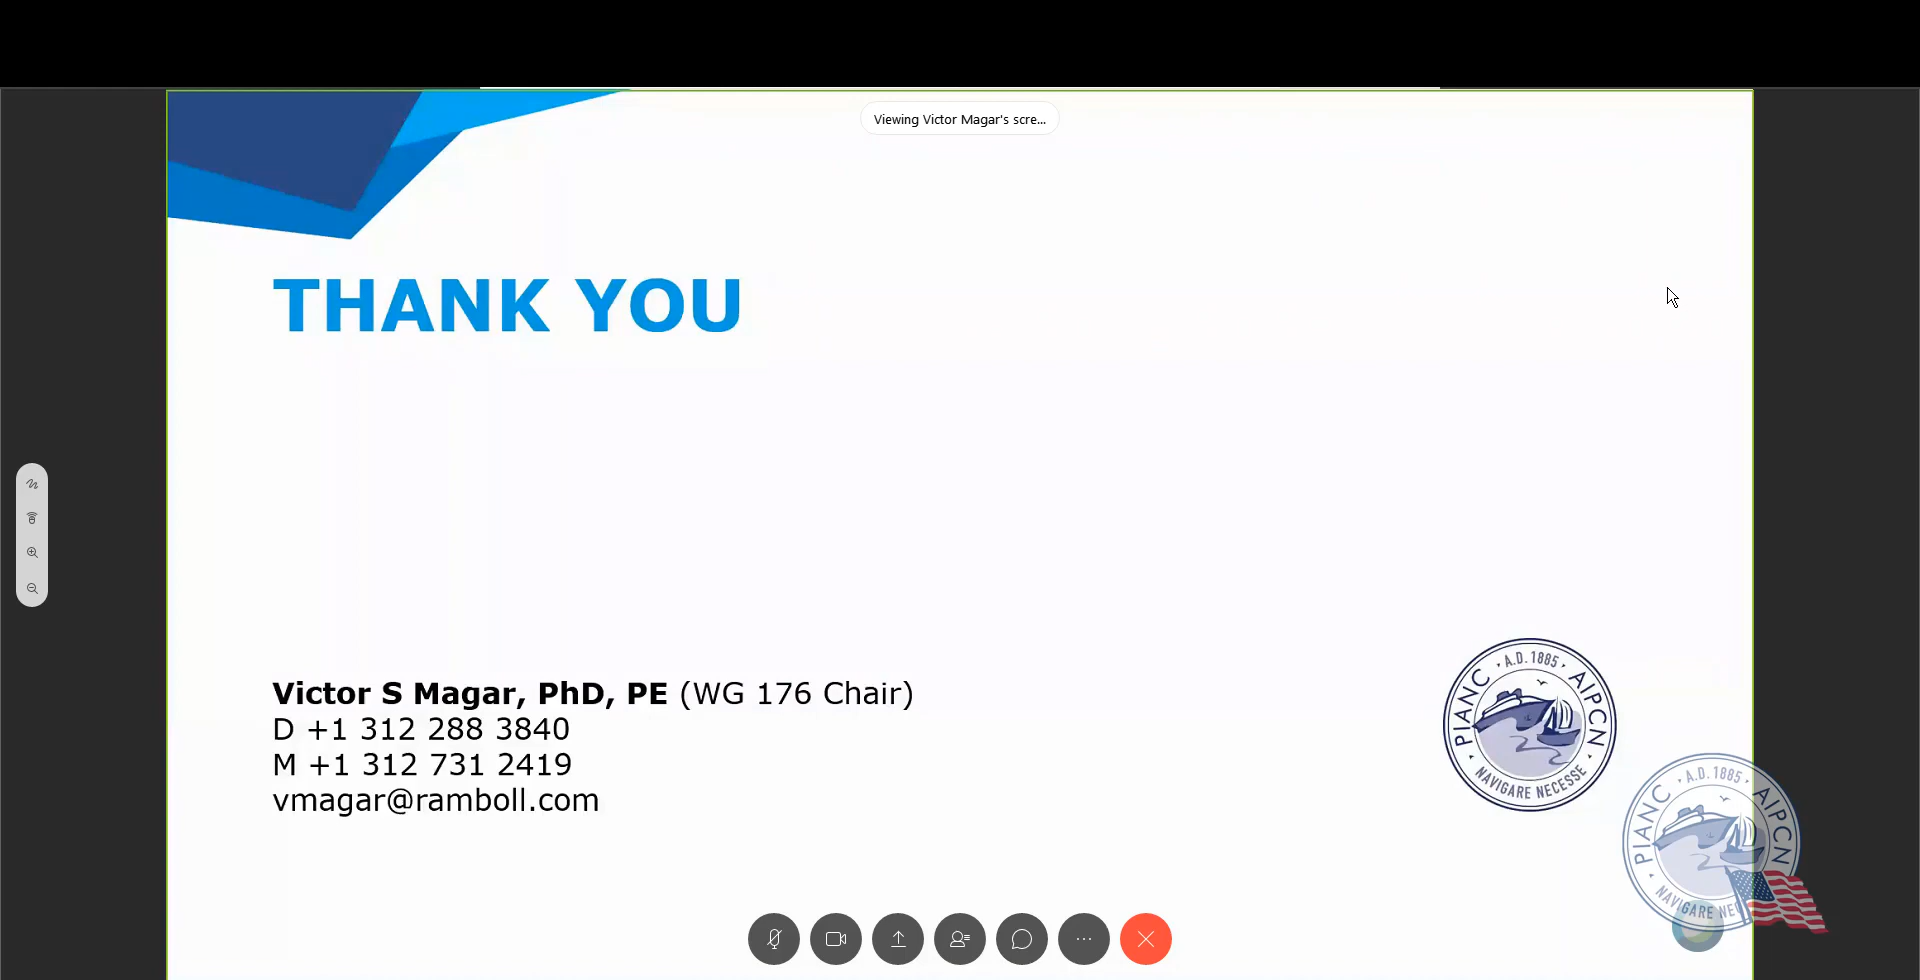 Viewing Victor Magar's scre...
THANK YOU
Victor S Magar, PhD, PE (WG 176 Chair)
D +1 312 288 3840
M +1 312 731 2419
vmagar@ramboll.com
PIANC · A.D. 1885 · AIPCN
· NAVIGARE NECESSE ·
PIANC · A.D. 1885 · AIPCN
· NAVIGARE NE